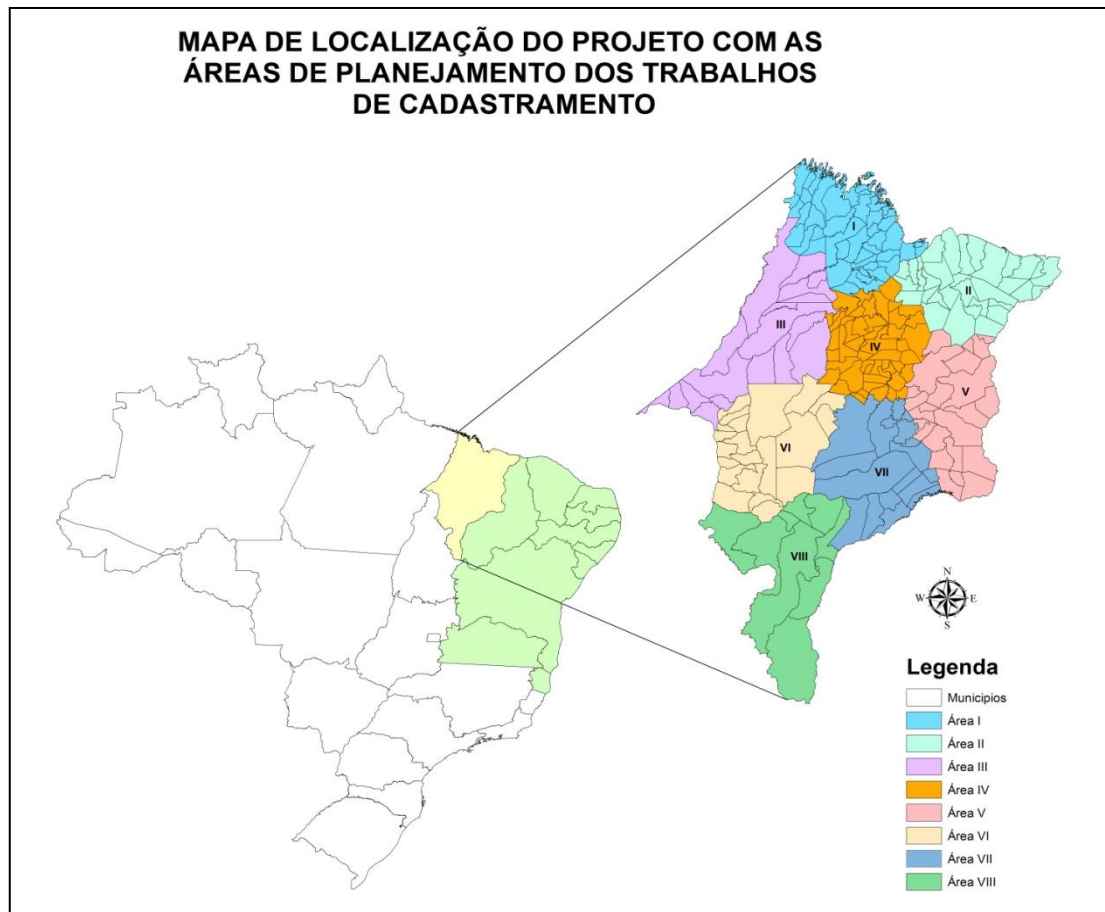 MAPA DE LOCALIZAÇÃO DO PROJETO COM AS
ÁREAS DE PLANEJAMENTO DOS TRABALHOS
DE CADASTRAMENTO
I
II
III
IV
V
VI
VII
VIII
N
W E
S
Legenda
Municipios
Área I
Área II
Área III
Área IV
Área V
Área VI
Área VII
Área VIII